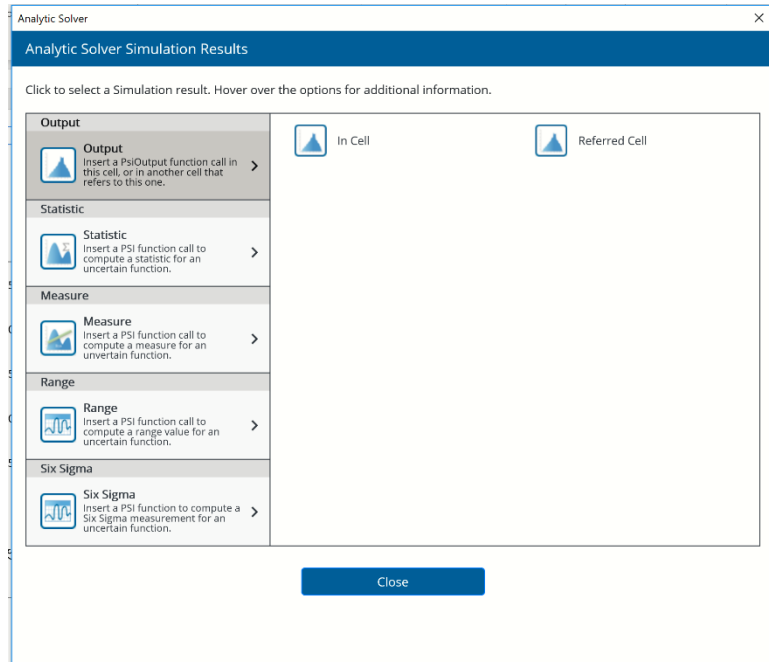 Analytic Solver
Analytic Solver Simulation Results
Click to select a Simulation result. Hover over the options for additional information.
Output
Output
Insert a PsiOutput function call in
this cell, or in another cell that
refers to this one.
Statistic
Statistic
Insert a PSI function call to
compute a statistic for an
uncertain function.
Measure
Measure
Insert a PSI function call to
compute a measure for an
unvertain function.
Range
Range
Insert a PSI function call to
compute a range value for an
uncertain function.
Six Sigma
Six Sigma
Insert a PSI function to compute a
Six Sigma measurement for an
uncertain function.
In Cell
Referred Cell
Close